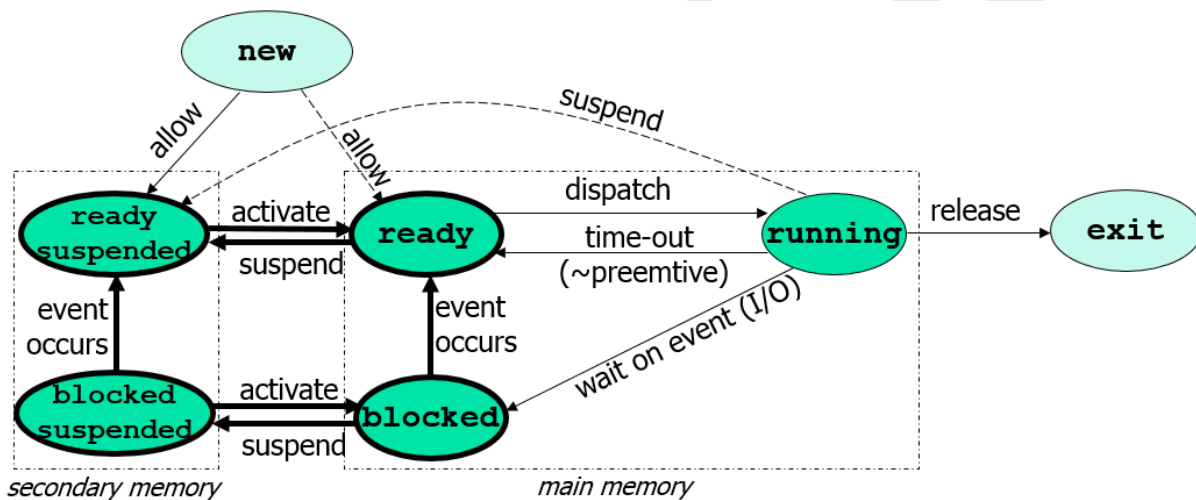 new
allow
allow
suspend
ready
suspended
activate
suspend
ready
dispatch
time-out
(~preemtive)
running
release
exit
event
occurs
event
occurs
wait on event (I/O)
blocked
suspended
activate
suspend
blocked
secondary memory
main memory